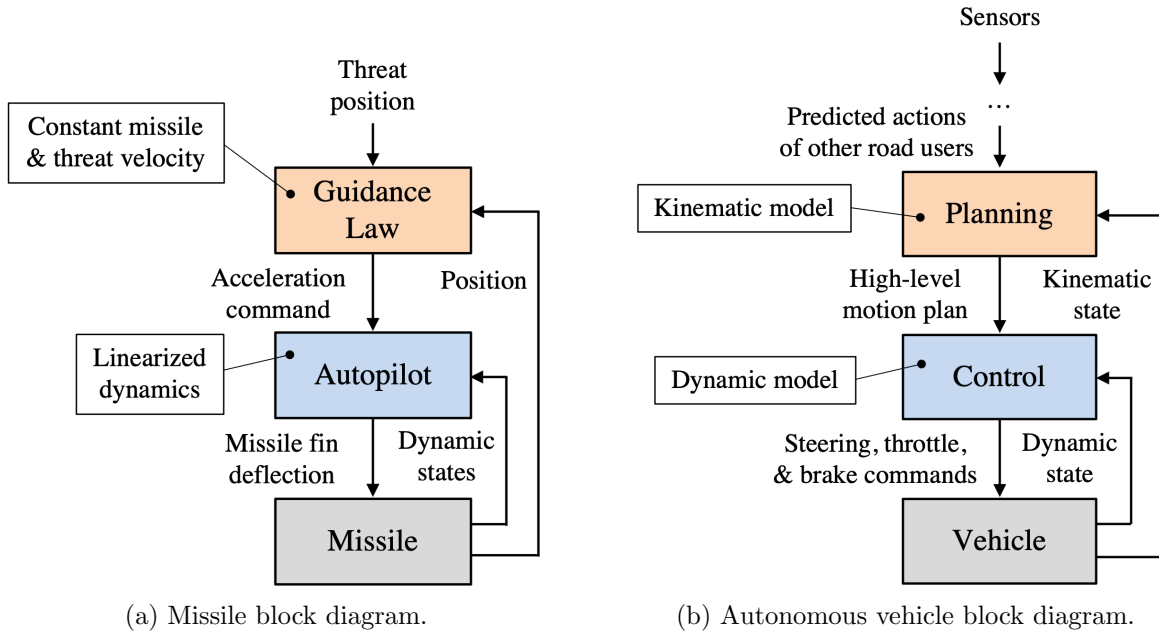 Threat
position
Constant missile
& threat velocity
Guidance
Law
Acceleration
command
Position
Linearized
dynamics
Autopilot
Missile fin
deflection
Dynamic
states
Missile
(a) Missile block diagram.
Sensors
...
Predicted actions
of other road users
Kinematic model
Planning
High-level
motion plan
Kinematic
state
Dynamic model
Control
Steering, throttle,
& brake commands
Dynamic
state
Vehicle
(b) Autonomous vehicle block diagram.